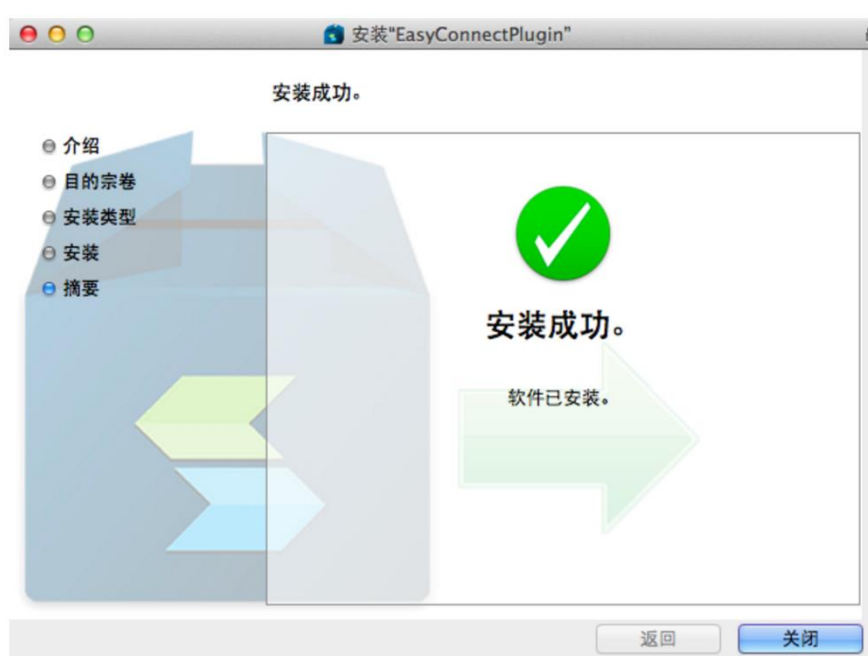 安装"EasyConnectPlugin"
安装成功。
介绍
目的宗卷
安装类型
安装
摘要
安装成功。
软件已安装。
返回
关闭